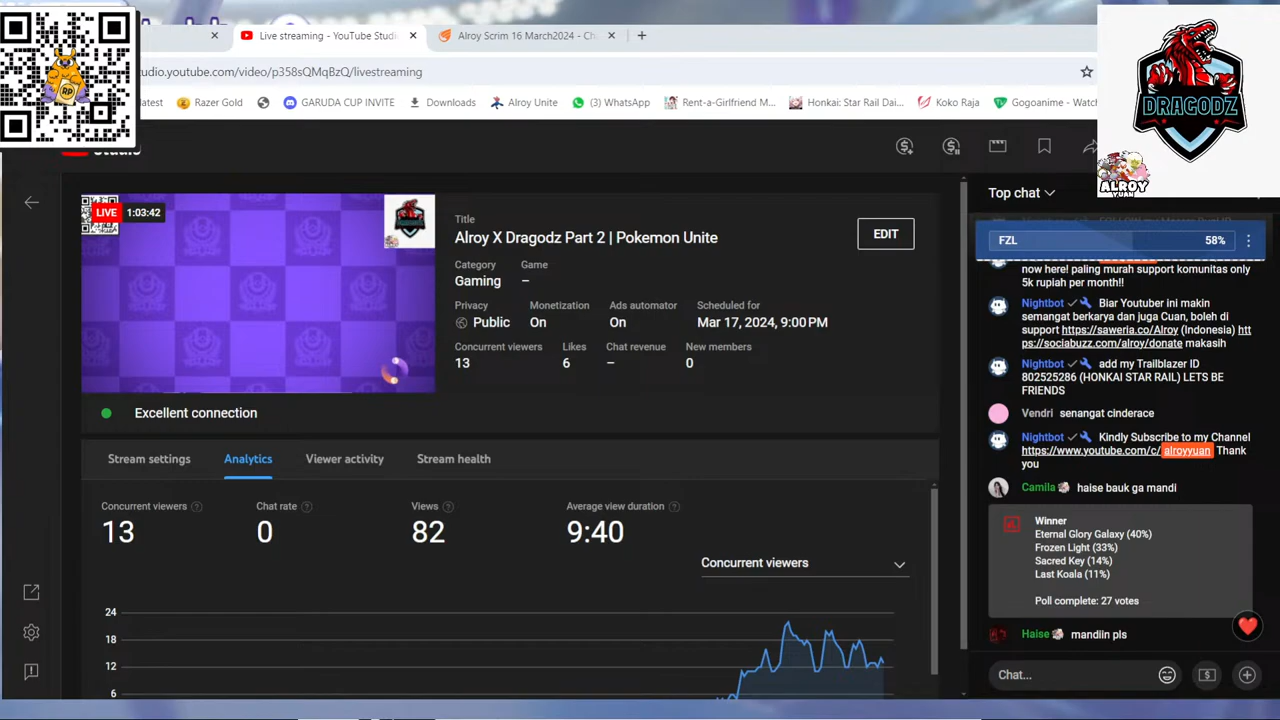 Live streaming - YouTube Studi
Alroy Scrim 16 March2024 - Ch
tudio.youtube.com/video/p358sQMqBzQ/livestreaming
Razer Gold
GARUDA CUP INVITE
(3) WhatsApp
Rent-a-Girlfrie
Honkai: Star Rail Dai...
Kook Raja
Gogoanime - Watc
RP
DRAGODZ
ALROY
YUAN
Top chat
LIVE 1:03:42
Title
Alroy X Dragodz Part 2 | Pokemon Unite
EDIT
Category
Game
Gaming
–
Privacy
Monetization
Ads automator
Scheduled for
Public
On
On
Mar 17, 2024, 9:00 PM
Concurrent viewers
Likes
Chat revenue
New members
13
6
–
0
Excellent connection
Stream settings
Analytics
Viewer activity
Stream health
Concurrent viewers
Chat rate
Views
Average view duration
13
0
82
9:40
Concurrent viewers
24
18
12
6
FZL
58%
now here! paling murah support komunitas only
5k rupiah per month!!
Nightbot Biar Youtuber ini makin
semangat berkarya dan juga Cuan, boleh di
support https://saweria.co/Alroy (Indonesia) htt
ps://sociabuzz.com/alroy/donate makasih
Nightbot add my Trailblazer ID
802525286 (HONKAI STAR RAIL) LETS BE
FRIENDS
Vendri senangat cinderace
Nightbot Kindly Subscribe to my Channel
https://www.youtube.com/c/alroyyuan Thank
you
Camila haise bauk ga mandi
Winner
Eternal Glory Galaxy (40%)
Frozen Light (33%)
Sacred Key (14%)
Last Koala (11%)
Poll complete: 27 votes
Haise mandiin pls
Chat...